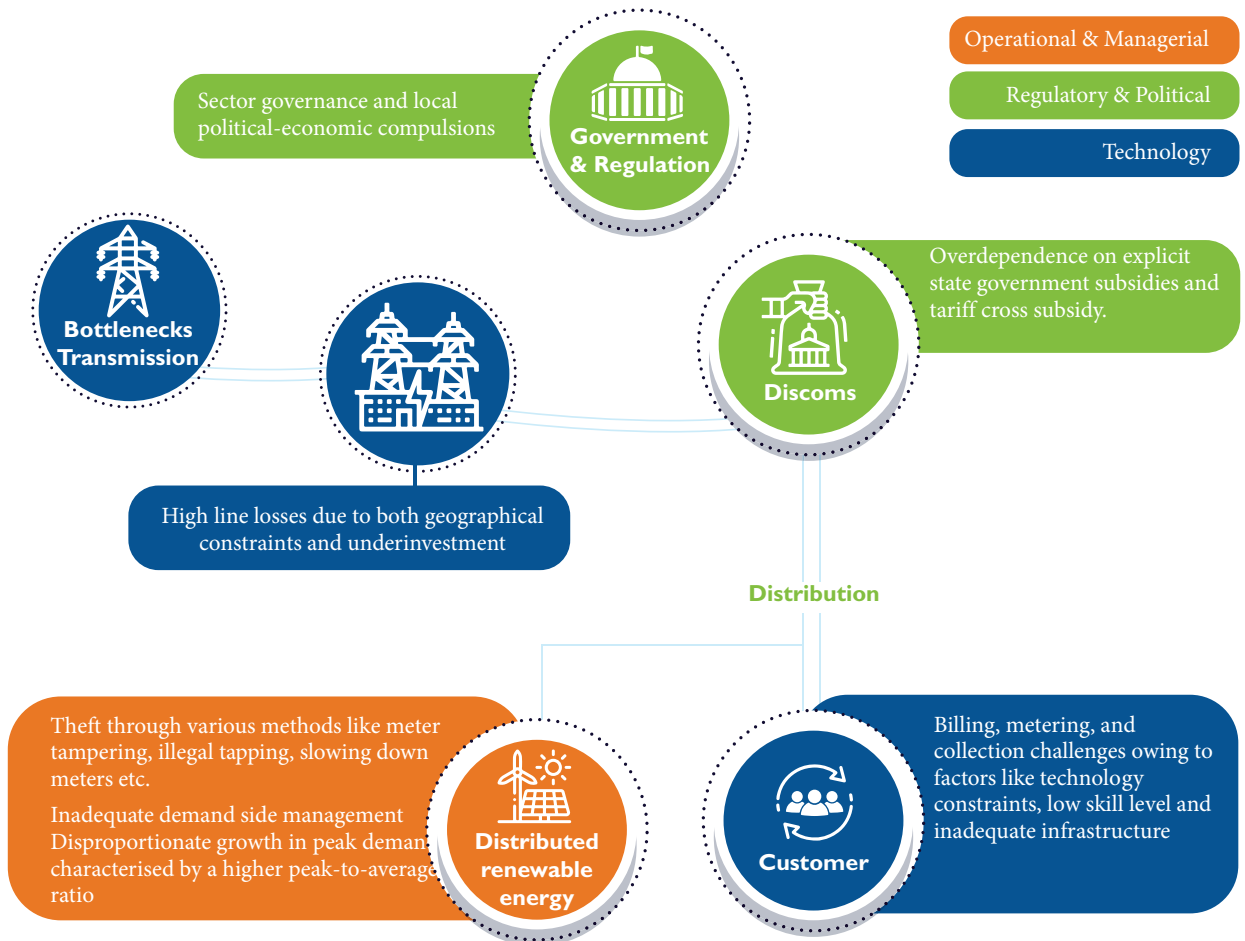 Operational & Managerial
Regulatory & Political
Technology
Sector governance and local
political-economic compulsions
Government
& Regulation
Bottlenecks
Transmission
Overdependence on explicit
state government subsidies and
tariff cross subsidy.
Discoms
High line losses due to both geographical
constraints and underinvestment
Distribution
Theft through various methods like meter
tampering, illegal tapping, slowing down
meters etc.
Inadequate demand side management
Disproportionate growth in peak deman
characterised by a higher peak-to-average
ratio
Distributed
renewable
energy
Customer
Billing, metering, and
collection challenges owing to
factors like technology
constraints, low skill level and
inadequate infrastructure